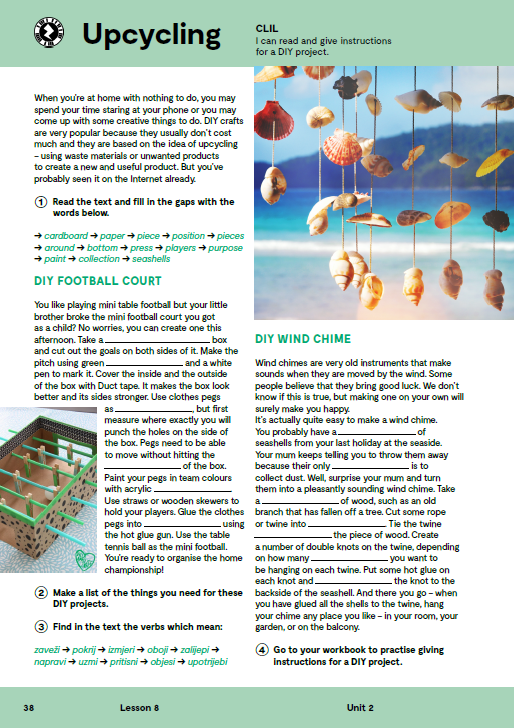 Upcycling
CLIL
I can read and give instructions
for a DIY project.
When you're at home with nothing to do, you may
spend your time staring at your phone or you may
come up with some creative things to do. DIY crafts
are very popular because they usually don't cost
much and they are based on the idea of upcycling
– using waste materials or unwanted products
to create a new and useful product. But you've
probably seen it on the Internet already.
1 Read the text and fill in the gaps with the
words below.
→ cardboard → paper → piece → position → pieces
→ around → bottom → press → players → purpose
→ paint → collection → seashells
DIY FOOTBALL COURT
You like playing mini table football but your little
brother broke the mini football court you got
as a child? No worries, you can create one this
afternoon. Take a ____________ box
and cut out the goals on both sides of it. Make the
pitch using green ____________ and a white
pen to mark it. Cover the inside and the outside
of the box with Duct tape. It makes the box look
better and its sides stronger. Use clothes pegs
as ____________, but first
measure where exactly you will
punch the holes on the side of
the box. Pegs need to be able
to move without hitting the
____________ of the box.
Paint your pegs in team colours
with acrylic ____________.
Use straws or wooden skewers to
hold your players. Glue the clothes
pegs into ____________ using
the hot glue gun. Use the table
tennis ball as the mini football.
You're ready to organise the home
championship!
2 Make a list of the things you need for these
DIY projects.
3 Find in the text the verbs which mean:
zaveži → pokrij → izmjeri → oboji → zalijepi →
napravi → uzmi → pritisni → objesi → upotrijebi
DIY WIND CHIME
Wind chimes are very old instruments that make
sounds when they are moved by the wind. Some
people believe that they bring good luck. We don't
know if this is true, but making one on your own will
surely make you happy.
It's actually quite easy to make a wind chime.
You probably have a ____________ of
seashells from your last holiday at the seaside.
Your mum keeps telling you to throw them away
because their only ____________ is to
collect dust. Well, surprise your mum and turn
them into a pleasantly sounding wind chime. Take
a ____________ of wood, such as an old
branch that has fallen off a tree. Cut some rope
or twine into ____________. Tie the twine
____________ the piece of wood. Create
a number of double knots on the twine, depending
on how many ____________ you want to
be hanging on each twine. Put some hot glue on
each knot and ____________ the knot to the
backside of the seashell. And there you go – when
you have glued all the shells to the twine, hang
your chime any place you like – in your room, your
garden, or on the balcony.
4 Go to your workbook to practise giving
instructions for a DIY project.
38
Lesson 8
Unit 2